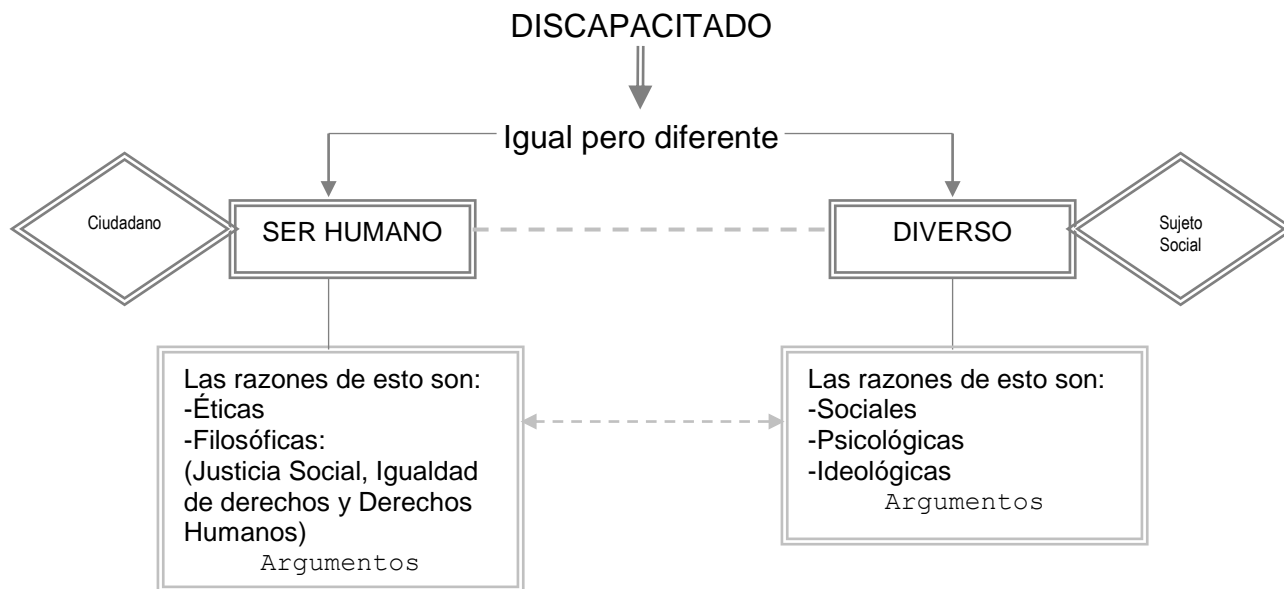 DISCAPACITADO
Igual pero diferente
Ciudadano
SER HUMANO
DIVERSO
Sujeto
Social
Las razones de esto son:
-Éticas
-Filosóficas:
(Justicia Social, Igualdad
de derechos y Derechos
Humanos)
Argumentos
Las razones de esto son:
-Sociales
-Psicológicas
-Ideológicas
Argumentos